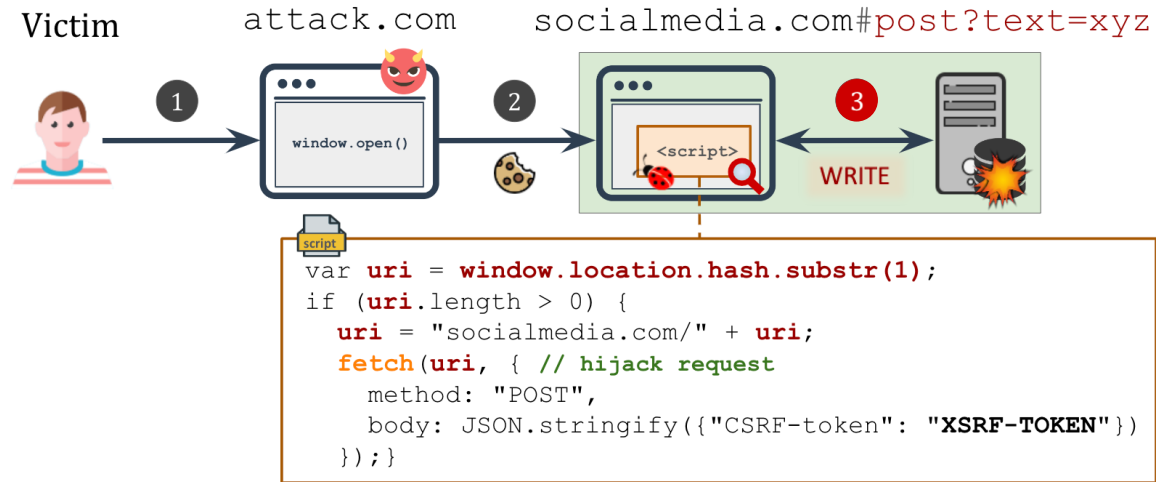 Victim
attack.com
socialmedia.com#post?text=xyz
1
2
3
window.open()
<script>
WRITE
script
var uri = window.location.hash.substr(1);
if (uri.length > 0) {
uri = "socialmedia.com/" + uri;
fetch(uri, { // hijack request
method: "POST",
body: JSON.stringify({"CSRF-token": "XSRF-TOKEN"})
});}